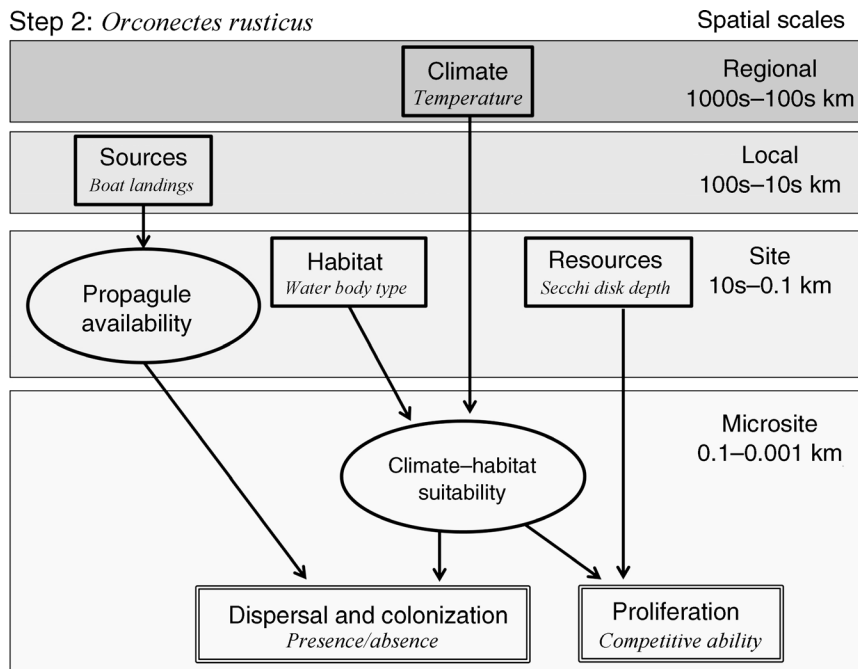 Step 2: Orconectes rusticus
Spatial scales
Climate
Temperature
Regional
1000s–100s km
Sources
Boat landings
Local
100s–10s km
Propagule
availability
Habitat
Water body type
Resources
Secchi disk depth
Site
10s–0.1 km
Climate–habitat
suitability
Microsite
0.1–0.001 km
Dispersal and colonization
Presence/absence
Proliferation
Competitive ability